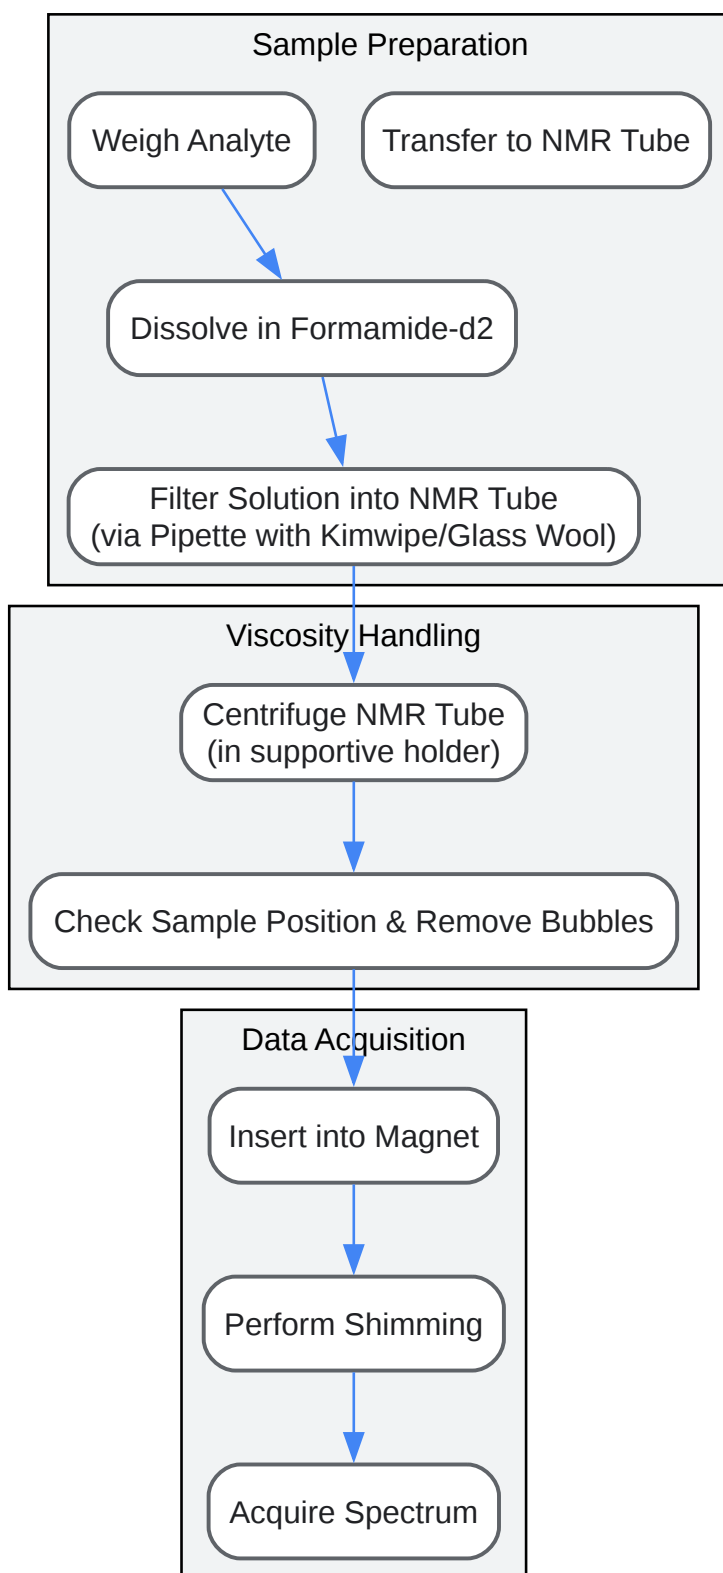 Sample Preparation
Weigh Analyte
Transfer to NMR Tube
Dissolve in Formamide-d2
Filter Solution into NMR Tube
(via Pipette with Kimwipe/Glass Wool)
Viscosity Handling
Centrifuge NMR Tube
(in supportive holder)
Check Sample Position & Remove Bubbles
Data Acquisition
Insert into Magnet
Perform Shimming
Acquire Spectrum